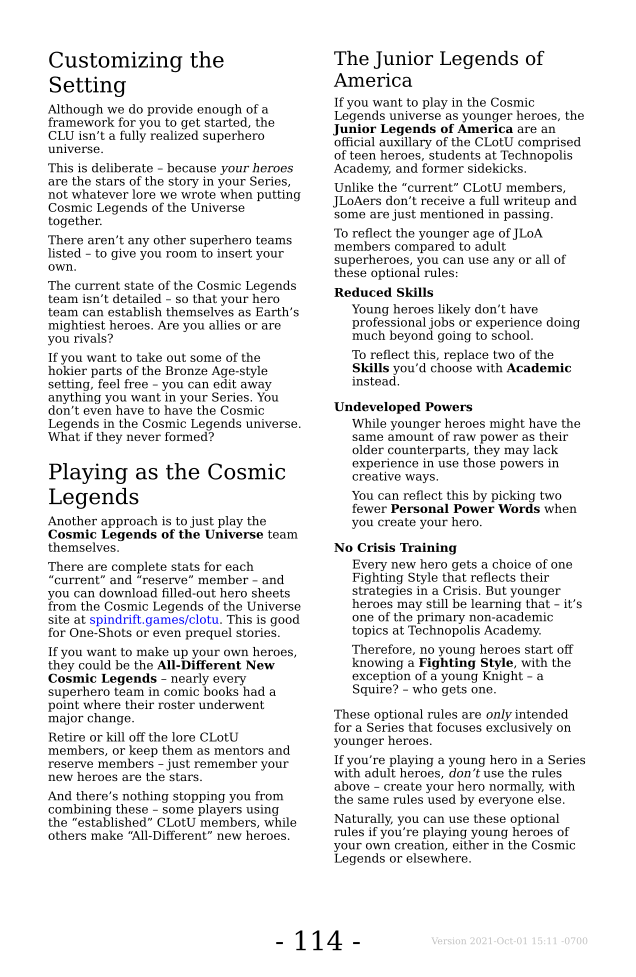 Customizing the
Setting
Although we do provide enough of a
framework for you to get started, the
CLU isn’t a fully realized superhero
universe.
This is deliberate – because your heroes
are the stars of the story in your Series,
not whatever lore we wrote when putting
Cosmic Legends of the Universe
together.
There aren’t any other superhero teams
listed – to give you room to insert your
own.
The current state of the Cosmic Legends
team isn’t detailed – so that your hero
team can establish themselves as Earth’s
mightiest heroes. Are you allies or are
you rivals?
If you want to take out some of the
hokier parts of the Bronze Age-style
setting, feel free – you can edit away
anything you want in your Series. You
don’t even have to have the Cosmic
Legends in the Cosmic Legends universe.
What if they never formed?
Playing as the Cosmic
Legends
Another approach is to just play the
Cosmic Legends of the Universe team
themselves.
There are complete stats for each
“current” and “reserve” member – and
you can download filled-out hero sheets
from the Cosmic Legends of the Universe
site at spindrift.games/clotu. This is good
for One-Shots or even prequel stories.
If you want to make up your own heroes,
they could be the All-Different New
Cosmic Legends – nearly every
superhero team in comic books had a
point where their roster underwent
major change.
Retire or kill off the lore CLotU
members, or keep them as mentors and
reserve members – just remember your
new heroes are the stars.
And there’s nothing stopping you from
combining these – some players using
the “established” CLotU members, while
others make “All-Different” new heroes.
The Junior Legends of
America
If you want to play in the Cosmic
Legends universe as younger heroes, the
Junior Legends of America are an
official auxillary of the CLotU comprised
of teen heroes, students at Technopolis
Academy, and former sidekicks.
Unlike the “current” CLotU members,
JLoAers don’t receive a full writeup and
some are just mentioned in passing.
To reflect the younger age of JLoA
members compared to adult
superheroes, you can use any or all of
these optional rules:
Reduced Skills
Young heroes likely don’t have
professional jobs or experience doing
much beyond going to school.
To reflect this, replace two of the
Skills you’d choose with Academic
instead.
Undeveloped Powers
While younger heroes might have the
same amount of raw power as their
older counterparts, they may lack
experience in use those powers in
creative ways.
You can reflect this by picking two
fewer Personal Power Words when
you create your hero.
No Crisis Training
Every new hero gets a choice of one
Fighting Style that reflects their
strategies in a Crisis. But younger
heroes may still be learning that – it’s
one of the primary non-academic
topics at Technopolis Academy.
Therefore, no young heroes start off
knowing a Fighting Style, with the
exception of a young Knight – a
Squire? – who gets one.
These optional rules are only intended
for a Series that focuses exclusively on
younger heroes.
If you’re playing a young hero in a Series
with adult heroes, don’t use the rules
above – create your hero normally, with
the same rules used by everyone else.
Naturally, you can use these optional
rules if you’re playing young heroes of
your own creation, either in the Cosmic
Legends or elsewhere.
- 114 -
Version 2021-Oct-01 15:11 -0700